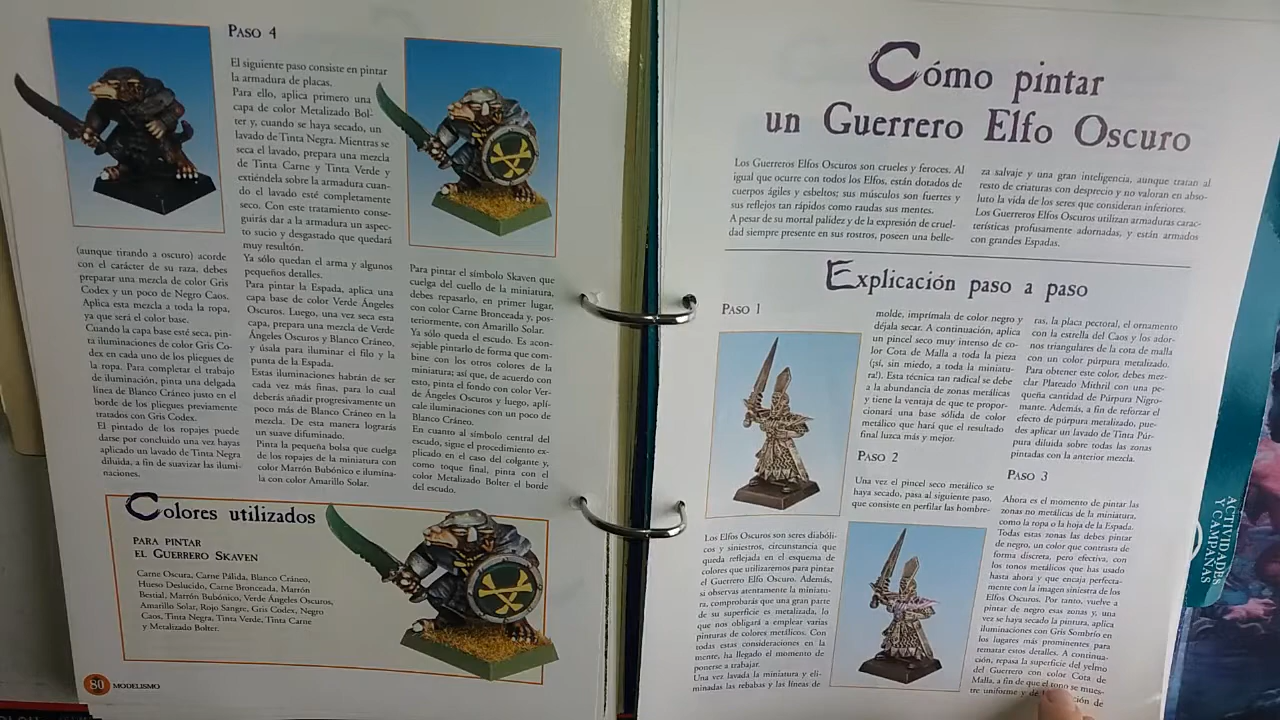 PASO 4
El siguiente paso consiste en pintar
la armadura de placas.
Para ello, aplica primero una
capa de color Metalizado Bol-
ter y, cuando se haya secado, un
lavado de Tinta Negra. Mientras se
seca el lavado, prepara una mezcla
de Tinta Carne y Tinta Verde y
extiéndela sobre la armadura cuan-
do el lavado esté completamente
seco. Con este tratamiento conse-
guirás dar a la armadura un aspec-
to sucio y desgastado que quedará
muy resultón.
Ya sólo quedan el arma y algunos
pequeños detalles.
Para pintar la Espada, aplica una
capa base de color Verde Ángeles
Oscuros. Luego, una vez seca esta
capa, prepara una mezcla de Verde
Ángeles Oscuros y Blanco Cráneo,
y úsala para iluminar el filo y la
punta de la Espada.
Estas iluminaciones habrán de ser
cada vez más finas, para lo cual
deberás añadir progresivamente un
poco más de Blanco Cráneo en la
mezcla. De esta manera lograrás
un suave difuminado.
Pinta la pequeña bolsa que cuelga
de los ropajes de la miniatura con
color Marrón Bubónico e ilumina-
la con color Amarillo Solar.
(aunque tirando a oscuro) acorde
con el carácter de su raza, debes
preparar una mezcla de color Gris
Codex y un poco de Negro Caos.
Aplica esta mezcla a toda la ropa,
ya que será el color base.
Cuando la capa base esté seca, pin-
ta iluminaciones de color Gris Co-
dex en cada uno de los pliegues de
la ropa. Para completar el trabajo
de iluminación, pinta una delgada
línea de Blanco Cráneo justo en el
borde de los pliegues previamente
tratados con Gris Codex.
El pintado de los ropajes puede
darse por concluido una vez hayas
aplicado un lavado de Tinta Negra
diluida, a fin de suavizar las ilumi-
naciones.
Para pintar el símbolo Skaven que
cuelga del cuello de la miniatura,
debes repasarlo, en primer lugar,
con color Carne Bronceada y, pos-
teriormente, con Amarillo Solar.
Ya sólo queda el escudo. Es acon-
sejable pintarlo de forma que com-
bine con los otros colores de la
miniatura; así que, de acuerdo con
esto, pinta el fondo con color Ver-
de Ángeles Oscuros y luego, aplí-
cale iluminaciones con un poco de
Blanco Cráneo.
En cuanto al símbolo central del
escudo, sigue el procedimiento ex-
plicado en el caso del colgante y,
como toque final, pinta con el
color Metalizado Bolter el borde
del escudo.
Colores utilizados
PARA PINTAR
EL GUERRERO SKAVEN
Carne Oscura, Carne Pálida, Blanco Cráneo,
Hueso Deslucido, Carne Bronceada, Marrón
Bestial, Marrón Bubónico, Verde Ángeles Oscuros,
Amarillo Solar, Rojo Sangre, Gris Codex, Negro
Caos, Tinta Negra, Tinta Verde, Tinta Carne
y Metalizado Bolter.
80 MODELISMO
Cómo pintar
un Guerrero Elfo Oscuro
Los Guerreros Elfos Oscuros son crueles y feroces. Al
igual que ocurre con todos los Elfos, están dotados de
cuerpos ágiles y esbeltos; sus músculos son fuertes y
sus reflejos tan rápidos como raudas sus mentes.
A pesar de su mortal palidez y de la expresión de cruel-
dad siempre presente en sus rostros, poseen una belle-
za salvaje y una gran inteligencia, aunque tratan al
resto de criaturas con desprecio y no valoran en abso-
luto la vida de los seres que consideran inferiores.
Los Guerreros Elfos Oscuros utilizan armaduras carac-
terísticas profusamente adornadas, y están armados
con grandes Espadas.
Explicación paso a paso
PASO 1
Los Elfos Oscuros son seres diabóli-
cos y siniestros, circunstancia que
queda reflejada en el esquema de
colores que utilizaremos para pintar
el Guerrero Elfo Oscuro. Además,
si observas atentamente la miniatu-
ra, comprobarás que una gran parte
de su superficie es metalizada, lo
que nos obligará a emplear varias
pinturas de colores metálicos. Con
todas estas consideraciones en la
mente, ha llegado el momento de
ponerse a trabajar.
Una vez lavada la miniatura y eli-
minadas las rebabas y las líneas de
molde, imprímala de color negro y
déjala secar. A continuación, aplica
un pincel seco muy intenso de co-
lor Cota de Malla a toda la pieza
(¡sí, sin miedo, a toda la miniatu-
ra!). Esta técnica tan radical se debe
a la abundancia de zonas metálicas
y tiene la ventaja de que te propor-
cionará una base sólida de color
metálico que hará que el resultado
final luzca más y mejor.
PASO 2
Una vez el pincel seco metálico se
haya secado, pasa al siguiente paso,
que consiste en perfilar las hombre-
ras, la placa pectoral, el ornamento
con la estrella del Caos y los ador-
nos triangulares de la cota de malla
con un color púrpura metalizado.
Para obtener este color, debes mez-
clar Plateado Mithril con una pe-
queña cantidad de Púrpura Nigro-
mante. Además, a fin de reforzar el
efecto de púrpura metalizado, pue-
des aplicar un lavado de Tinta Púr-
pura diluida sobre todas las zonas
pintadas con la anterior mezcla.
PASO 3
Ahora es el momento de pintar las
zonas no metálicas de la miniatura,
como la ropa o la hoja de la Espada.
Todas estas zonas las debes pintar
de negro, un color que contrasta de
forma discreta, pero efectiva, con
los tonos metálicos que has usado
hasta ahora y que encaja perfecta-
mente con la imagen siniestra de los
Elfos Oscuros. Por tanto, vuelve a
pintar de negro esas zonas y, una
vez se haya secado la pintura, aplica
iluminaciones con Gris Sombrío en
los lugares más prominentes para
rematar estos detalles. A continua-
ción, repasa la superficie del yelmo
del Guerrero con color Cota de
Malla, a fin de que el tono se mues-
tre uniforme y de
ción de
ACTIVIDADES
Y CAMPAÑAS